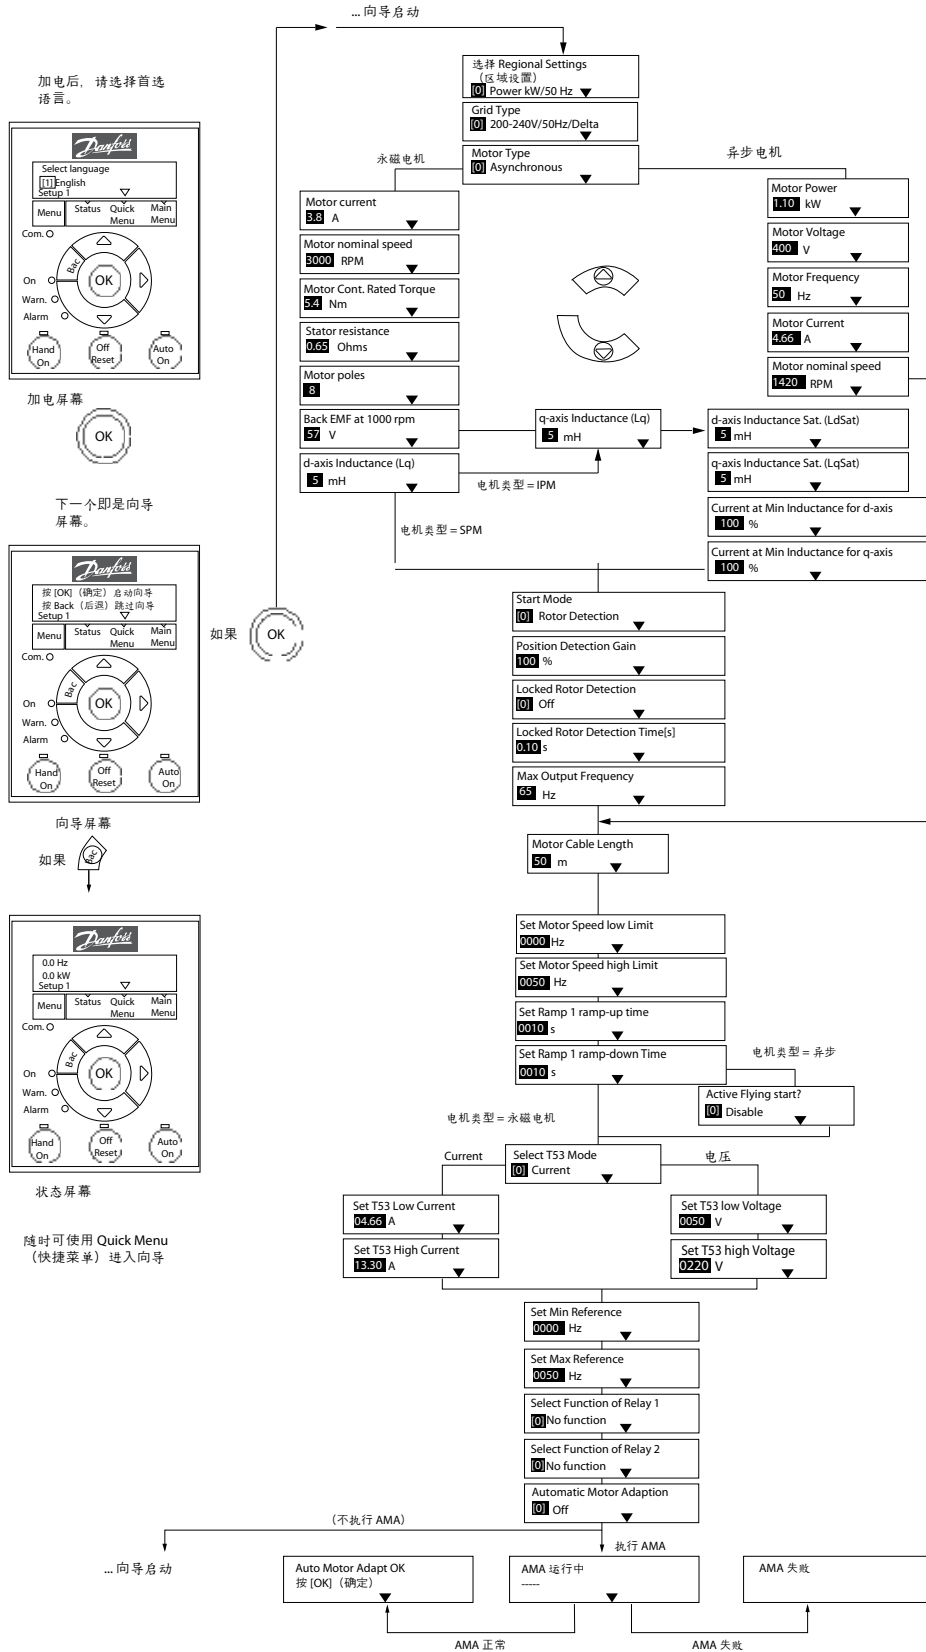 加电后，请选择首选
语言。
Danfoss
Select language
[1] English
Setup 1
Menu
Status
Quick
Menu
Main
Menu
Com.
Bac
OK
On
Warn.
Alarm
Hand
On
Off
Reset
Auto
On
加电屏幕
OK
下一个即是向导
屏幕。
Danfoss
按 [OK]（确定）启动向导
按 Back（后退）跳过向导
Setup 1
Menu
Status
Quick
Menu
Main
Menu
Com.
Bac
OK
On
Warn.
Alarm
Hand
On
Off
Reset
Auto
On
向导屏幕
如果
Bac
如果
OK
Danfoss
0.0 Hz
0.0 kW
Setup 1
Menu
Status
Quick
Menu
Main
Menu
Com.
Bac
OK
On
Warn.
Alarm
Hand
On
Off
Reset
Auto
On
状态屏幕
随时可使用 Quick Menu
（快捷菜单）进入向导
... 向导启动
选择 Regional Settings
（区域设置）
[0] Power kW/50 Hz
Grid Type
[0] 200-240V/50Hz/Delta
Motor Type
[0] Asynchronous
永磁电机
异步电机
Motor current
3.8 A
Motor nominal speed
3000 RPM
Motor Cont. Rated Torque
5.4 Nm
Stator resistance
0.65 Ohms
Motor poles
8
Back EMF at 1000 rpm
57 V
d-axis Inductance (Lq)
5 mH
Motor Power
1.10 kW
Motor Voltage
400 V
Motor Frequency
50 Hz
Motor Current
4.66 A
Motor nominal speed
1420 RPM
q-axis Inductance (Lq)
5 mH
电机类型 = IPM
电机类型 = SPM
d-axis Inductance Sat. (LdSat)
5 mH
q-axis Inductance Sat. (LqSat)
5 mH
Current at Min Inductance for d-axis
100 %
Current at Min Inductance for q-axis
100 %
Start Mode
[0] Rotor Detection
Position Detection Gain
100 %
Locked Rotor Detection
[0] Off
Locked Rotor Detection Time[s]
0.10 s
Max Output Frequency
65 Hz
Motor Cable Length
50 m
Set Motor Speed low Limit
0000 Hz
Set Motor Speed high Limit
0050 Hz
Set Ramp 1 ramp-up time
0010 s
Set Ramp 1 ramp-down Time
0010 s
电机类型 = 异步
Active Flying start?
[0] Disable
电机类型 = 永磁电机
Current
Select T53 Mode
[0] Current
电压
Set T53 Low Current
04.66 A
Set T53 High Current
13.30 A
Set T53 low Voltage
0050 V
Set T53 high Voltage
0220 V
Set Min Reference
0000 Hz
Set Max Reference
0050 Hz
Select Function of Relay 1
[0] No function
Select Function of Relay 2
[0] No function
Automatic Motor Adaption
[0] Off
（不执行 AMA）
执行 AMA
... 向导启动
Auto Motor Adapt OK
按 [OK]（确定）
AMA 运行中
-----
AMA 失败
AMA 正常
AMA 失败